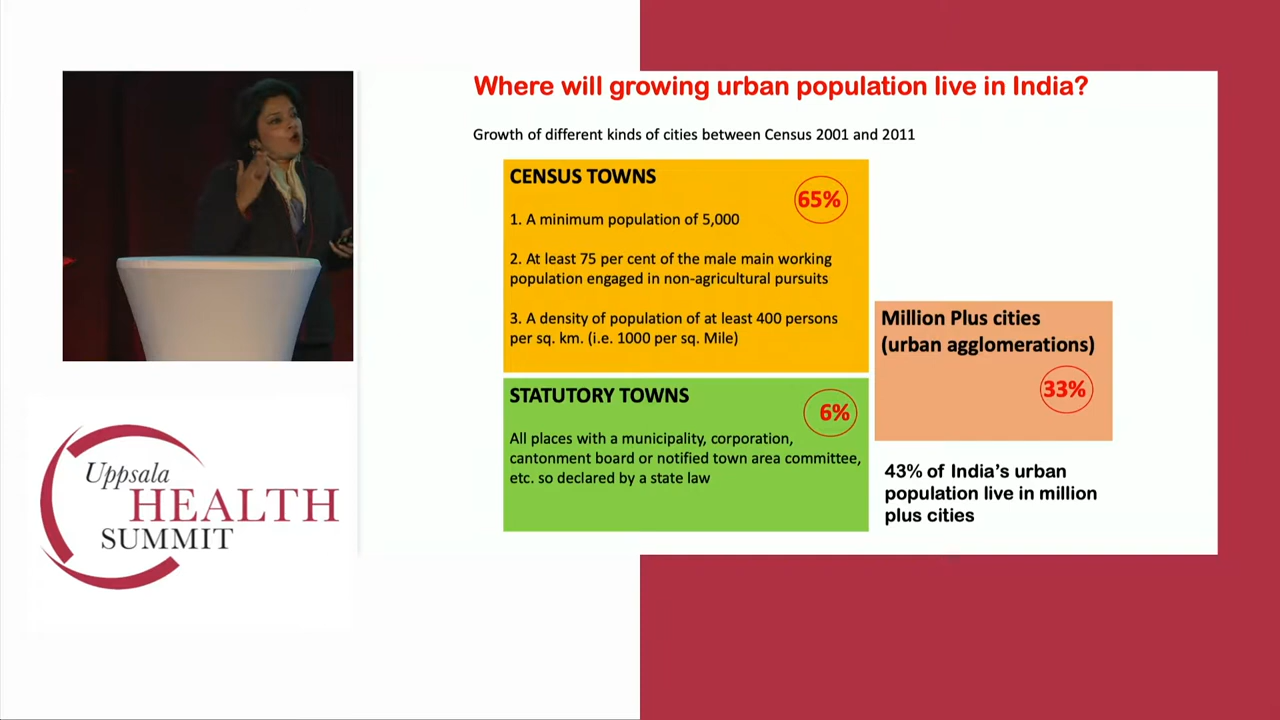 Where will growing urban population live in India?
Growth of different kinds of cities between Census 2001 and 2011
CENSUS TOWNS
65%
1. A minimum population of 5,000
2. At least 75 per cent of the male main working
population engaged in non-agricultural pursuits
3. A density of population of at least 400 persons
per sq. km. (i.e. 1000 per sq. Mile)
STATUTORY TOWNS
6%
All places with a municipality, corporation,
cantonment board or notified town area committee,
etc. so declared by a state law
Million Plus cities
(urban agglomerations)
33%
43% of India's urban
population live in million
plus cities
Uppsala
HEALTH
SUMMIT